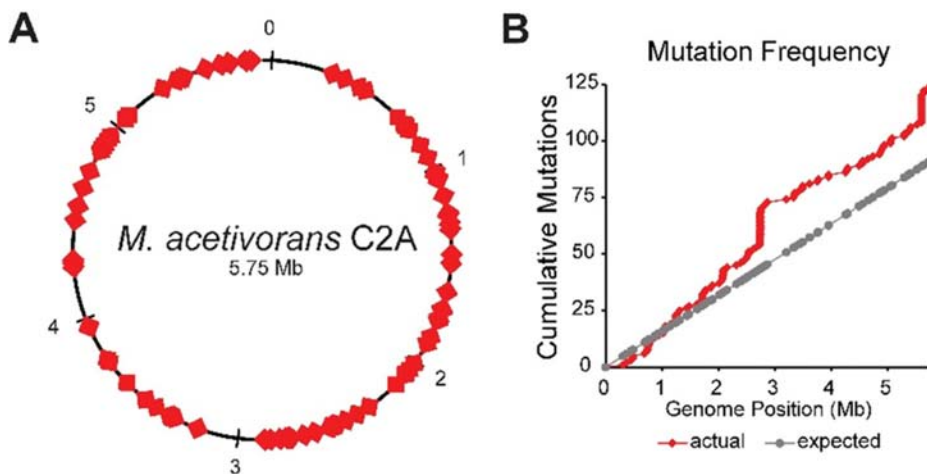 A
0
1
2
3
4
5
M. acetivorans C2A
5.75 Mb
B
Mutation Frequency
Cumulative Mutations
125
100
75
50
25
0
0 1 2 3 4 5
Genome Position (Mb)
actual expected